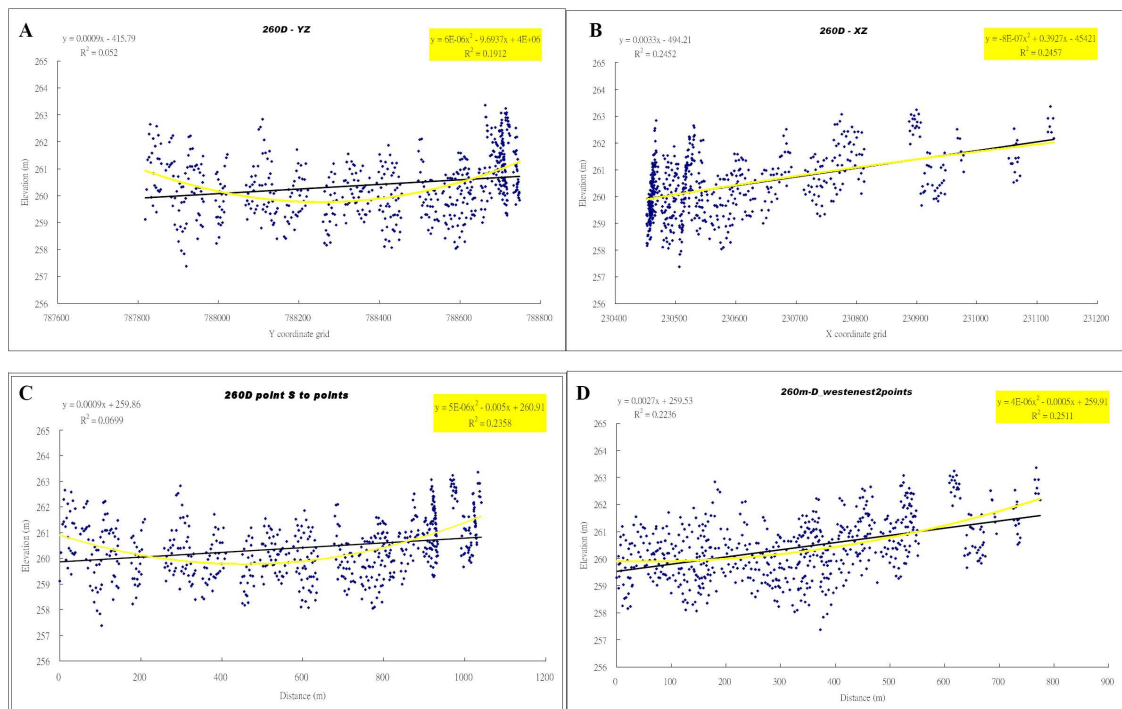 A
260D - YZ
y = 0.0009x - 415.79
R² = 0.052
y = 6E-06x² - 9.6937x + 4E+06
R² = 0.1912
Elevation (m)
265
264
263
262
261
260
259
258
257
256
787600
787800
788000
788200
788400
788600
788800
Y coordinate grid
B
260D - XZ
y = 0.0033x - 494.21
R² = 0.2452
y = -8E-07x² + 0.3927x - 45421
R² = 0.2457
Elevation (m)
265
264
263
262
261
260
259
258
257
256
230400
230500
230600
230700
230800
230900
231000
231100
231200
X coordinate grid
C
260D point S to points
y = 0.0009x + 259.86
R² = 0.0699
y = 5E-06x² - 0.005x + 260.91
R² = 0.2358
Elevation (m)
265
264
263
262
261
260
259
258
257
256
0
200
400
600
800
1000
1200
Distance (m)
D
260m-D_westenest2points
y = 0.0027x + 259.53
R² = 0.2236
y = 4E-06x² - 0.0005x + 259.91
R² = 0.2511
Elevation (m)
265
264
263
262
261
260
259
258
257
256
0
100
200
300
400
500
600
700
800
900
Distance (m)